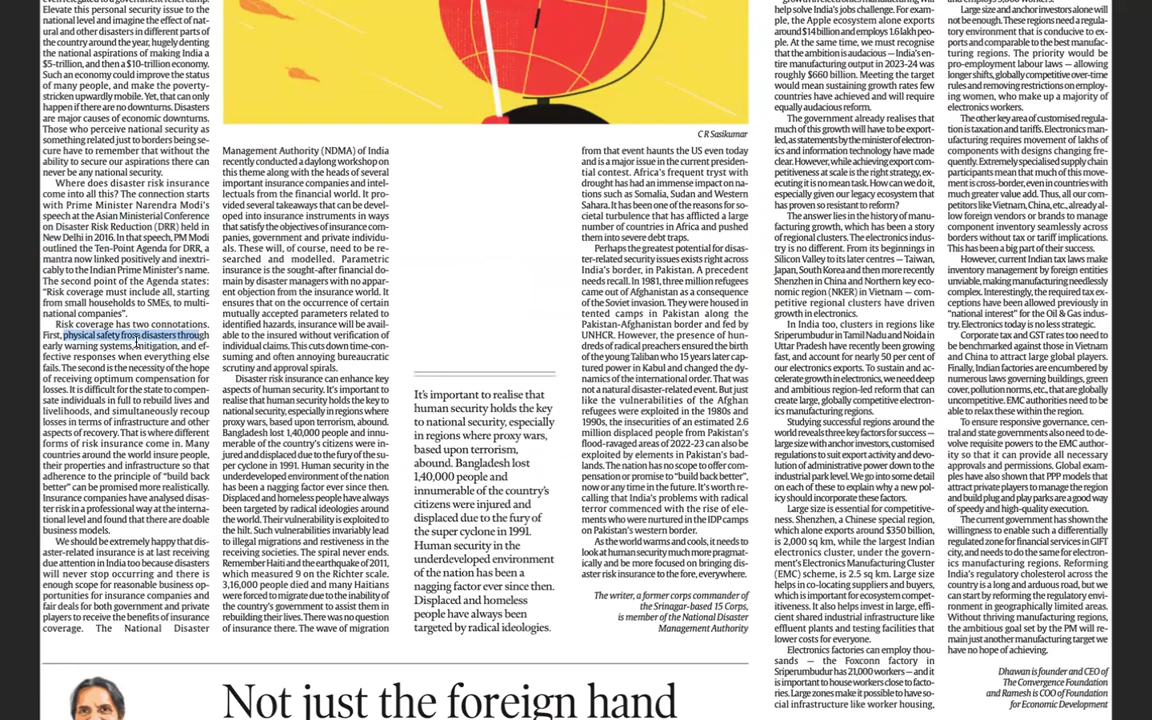 Elevate this personal security issue to the
national level and imagine the effect of nat-
ural and other disasters in different parts of
the country around the year, hugely denting
the national aspirations of making India a
$5-trillion, and then a $10-trillion economy.
Such an economy could improve the status
of many people, and make the poverty-
stricken upwardly mobile. Yet, that can only
happen if there are no downturns. Disasters
are major causes of economic downturns.
Those who perceive national security as
something related just to borders being se-
cure have to remember that without the
ability to secure our aspirations there can
never be any national security.
Where does disaster risk insurance
come into all this? The connection starts
with Prime Minister Narendra Modi's
speech at the Asian Ministerial Conference
on Disaster Risk Reduction (DRR) held in
New Delhi in 2016. In that speech, PM Modi
outlined the Ten-Point Agenda for DRR, a
mantra now linked positively and inextri-
cably to the Indian Prime Minister's name.
The second point of the Agenda states:
"Risk coverage must include all, starting
from small households to SMEs, to multi-
national companies".
Risk coverage has two connotations.
First, physical safety from disasters through
early warning systems, mitigation, and ef-
fective responses when everything else
fails. The second is the necessity of the hope
of receiving optimum compensation for
losses. It is difficult for the state to compen-
sate individuals in full to rebuild lives and
livelihoods, and simultaneously recoup
losses in terms of infrastructure and other
aspects of recovery. That is where different
forms of risk insurance come in. Many
countries around the world insure people,
their properties and infrastructure so that
adherence to the principle of "build back
better" can be promised more realistically.
Insurance companies have analysed disas-
ter risk in a professional way at the interna-
tional level and found that there are doable
business models.
We should be extremely happy that dis-
aster-related insurance is at last receiving
due attention in India too because disasters
will never stop occurring and there is
enough scope for reasonable business op-
portunities for insurance companies and
fair deals for both government and private
players to receive the benefits of insurance
coverage. The National Disaster
C R Sasikumar
Management Authority (NDMA) of India
recently conducted a daylong workshop on
this theme along with the heads of several
important insurance companies and intel-
lectuals from the financial world. It pro-
vided several takeaways that can be devel-
oped into insurance instruments in ways
that satisfy the objectives of insurance com-
panies, government and private individu-
als. These will, of course, need to be re-
searched and modelled. Parametric
insurance is the sought-after financial do-
main by disaster managers with no appar-
ent objection from the insurance world. It
ensures that on the occurrence of certain
mutually accepted parameters related to
identified hazards, insurance will be avail-
able to the insured without verification of
individual claims. This cuts down time-con-
suming and often annoying bureaucratic
scrutiny and approval spirals.
Disaster risk insurance can enhance key
aspects of human security. It's important to
realise that human security holds the key to
national security, especially in regions where
proxy wars, based upon terrorism, abound.
Bangladesh lost 1,40,000 people and innu-
merable of the country's citizens were in-
jured and displaced due to the fury of the su-
per cyclone in 1991. Human security in the
underdeveloped environment of the nation
has been a nagging factor ever since then.
Displaced and homeless people have always
been targeted by radical ideologies around
the world. Their vulnerability is exploited to
the hilt. Such vulnerabilities invariably lead
to illegal migrations and restiveness in the
receiving societies. The spiral never ends.
Remember Haiti and the earthquake of 2011,
which measured 9 on the Richter scale.
3,16,000 people died and many Haitians
were forced to migrate due to the inability of
the country's government to assist them in
rebuilding their lives. There was no question
of insurance there. The wave of migration
It's important to realise that
human security holds the key
to national security, especially
in regions where proxy wars,
based upon terrorism,
abound. Bangladesh lost
1,40,000 people and
innumerable of the country's
citizens were injured and
displaced due to the fury of
the super cyclone in 1991.
Human security in the
underdeveloped environment
of the nation has been a
nagging factor ever since then.
Displaced and homeless
people have always been
targeted by radical ideologies.
from that event haunts the US even today
and is a major issue in the current presiden-
tial contest. Africa's frequent tryst with
drought has had an immense impact on na-
tions such as Somalia, Sudan and Western
Sahara. It has been one of the reasons for so-
cietal turbulence that has afflicted a large
number of countries in Africa and pushed
them into severe debt traps.
Perhaps the greatest potential for disas-
ter-related security issues exists right across
India's border, in Pakistan. A precedent
needs recall. In 1981, three million refugees
came out of Afghanistan as a consequence
of the Soviet invasion. They were housed in
tented camps in Pakistan along the
Pakistan-Afghanistan border and fed by
UNHCR. However, the presence of hun-
dreds of radical preachers ensured the birth
of the young Taliban who 15 years later cap-
tured power in Kabul and changed the dy-
namics of the international order. That was
not a natural disaster-related event. But just
like the vulnerabilities of the Afghan
refugees were exploited in the 1980s and
1990s, the insecurities of an estimated 2.6
million displaced people from Pakistan's
flood-ravaged areas of 2022-23 can also be
exploited by elements in Pakistan's bad-
lands. The nation has no scope to offer com-
pensation or promise to "build back better",
now or any time in the future. It's worth re-
calling that India's problems with radical
terror commenced with the rise of ele-
ments who were nurtured in the IDP camps
on Pakistan's western border.
As the world warms and cools, it needs to
look at human security much more pragmat-
ically and be more focused on bringing dis-
aster risk insurance to the fore, everywhere.
The writer, a former corps commander of
the Srinagar-based 15 Corps,
is member of the National Disaster
Management Authority
help solve India's jobs challenge. For exam-
ple, the Apple ecosystem alone exports
around $14 billion and employs 1.6 lakh peo-
ple. At the same time, we must recognise
that the ambition is audacious — India's en-
tire manufacturing output in 2023-24 was
roughly $660 billion. Meeting the target
would mean sustaining growth rates few
countries have achieved and will require
equally audacious reform.
The government already realises that
much of this growth will have to be export-
led, as statements by the minister of electron-
ics and information technology have made
clear. However, while achieving export com-
petitiveness at scale is the right strategy, ex-
ecuting it is no mean task. How can we do it,
especially given our legacy ecosystem that
has proven so resistant to reform?
The answer lies in the history of manu-
facturing growth, which has been a story
of regional clusters. The electronics indus-
try is no different. From its beginnings in
Silicon Valley to its later centres – Taiwan,
Japan, South Korea and then more recently
Shenzhen in China and Northern key eco-
nomic region (NKER) in Vietnam — com-
petitive regional clusters have driven
growth in electronics.
In India too, clusters in regions like
Sriperumbudur in Tamil Nadu and Noida in
Uttar Pradesh have recently been growing
fast, and account for nearly 50 per cent of
our electronics exports. To sustain and ac-
celerate growth in electronics, we need deep
and ambitious region-led reform that can
create large, globally competitive electron-
ics manufacturing regions.
Studying successful regions around the
world reveals three key factors for success —
large size with anchor investors, customised
regulations to suit export activity and devo-
lution of administrative power down to the
industrial park level. We go into some detail
on each of these to explain why a new pol-
icy should incorporate these factors.
Large size is essential for competitive-
ness. Shenzhen, a Chinese special region,
which alone exports around $350 billion,
is 2,000 sq km, while the largest Indian
electronics cluster, under the govern-
ment's Electronics Manufacturing Cluster
(EMC) scheme, is 2.5 sq km. Large size
helps in co-locating suppliers and buyers,
which is important for ecosystem compet-
itiveness. It also helps invest in large, effi-
cient shared industrial infrastructure like
effluent plants and testing facilities that
lower costs for everyone.
Electronics factories can employ thou-
sands — the Foxconn factory in
Sriperumbudur has 21,000 workers — and it
is important to house workers close to facto-
ries. Large zones make it possible to have so-
cial infrastructure like worker housing,
Large size and anchor investors alone will
not be enough. These regions need a regula-
tory environment that is conducive to ex-
ports and comparable to the best manufac-
turing regions. The priority would be
pro-employment labour laws — allowing
longer shifts, globally competitive over-time
rules and removing restrictions on employ-
ing women, who make up a majority of
electronics workers.
The other key area of customised regula-
tion is taxation and tariffs. Electronics man-
ufacturing requires movement of lakhs of
components with designs changing fre-
quently. Extremely specialised supply chain
participants mean that much of this move-
ment is cross-border, even in countries with
much greater value add. Thus, all our com-
petitors like Vietnam, China, etc., already al-
low foreign vendors or brands to manage
component inventory seamlessly across
borders without tax or tariff implications.
This has been a big part of their success.
However, current Indian tax laws make
inventory management by foreign entities
unviable, making manufacturing needlessly
complex. Interestingly, the required tax ex-
ceptions have been allowed previously in
"national interest" for the Oil & Gas indus-
try. Electronics today is no less strategic.
Corporate tax and GST rates too need to
be benchmarked against those in Vietnam
and China to attract large global players.
Finally, Indian factories are encumbered by
numerous laws governing buildings, green
cover, pollution norms, etc., that are globally
uncompetitive. EMC authorities need to be
able to relax these within the region.
To ensure responsive governance, cen-
tral and state governments also need to de-
volve requisite powers to the EMC author-
ity so that it can provide all necessary
approvals and permissions. Global exam-
ples have also shown that PPP models that
attract private players to manage the region
and build plug and play parks are a good way
of speedy and high-quality execution.
The current government has shown the
willingness to enable such a differentially
regulated zone for financial services in GIFT
city, and needs to do the same for electron-
ics manufacturing regions. Reforming
India's regulatory cholesterol across the
country is a long and arduous road, but we
can start by reforming the regulatory envi-
ronment in geographically limited areas.
Without thriving manufacturing regions,
the ambitious goal set by the PM will re-
main just another manufacturing target we
have no hope of achieving.
Dhawan is founder and CEO of
The Convergence Foundation
and Ramesh is COO of Foundation
for Economic Development
Not just the foreign hand